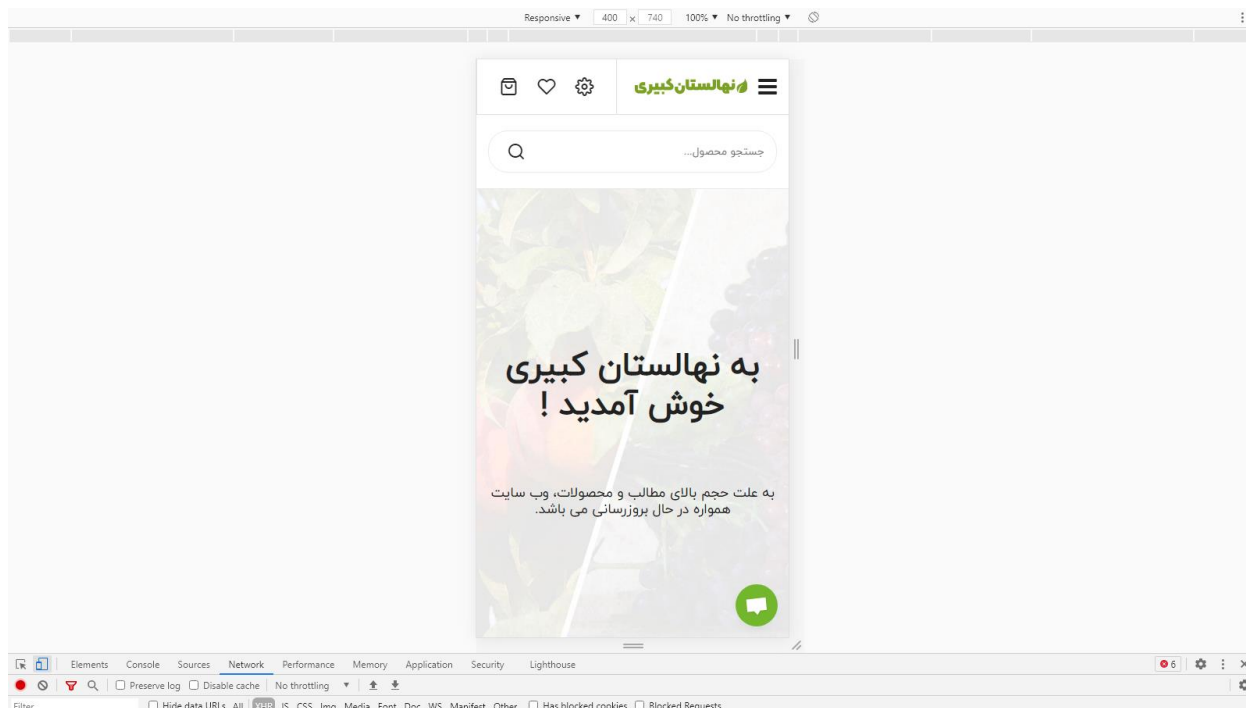 Responsive ▼ 400 x 740 100% ▼ No throttling ▼
نهالستان کبیری
جستجو محصول...
به نهالستان کبیری
خوش آمدید !
به علت حجم بالای مطالب و محصولات، وب سایت
همواره در حال بروزرسانی می باشد.
Elements Console Sources Network Performance Memory Application Security Lighthouse 6
Preserve log Disable cache No throttling ▼
Filter Hide data URLs All XHR JS CSS Img Media Font Doc WS Manifest Other Has blocked cookies Blocked Requests